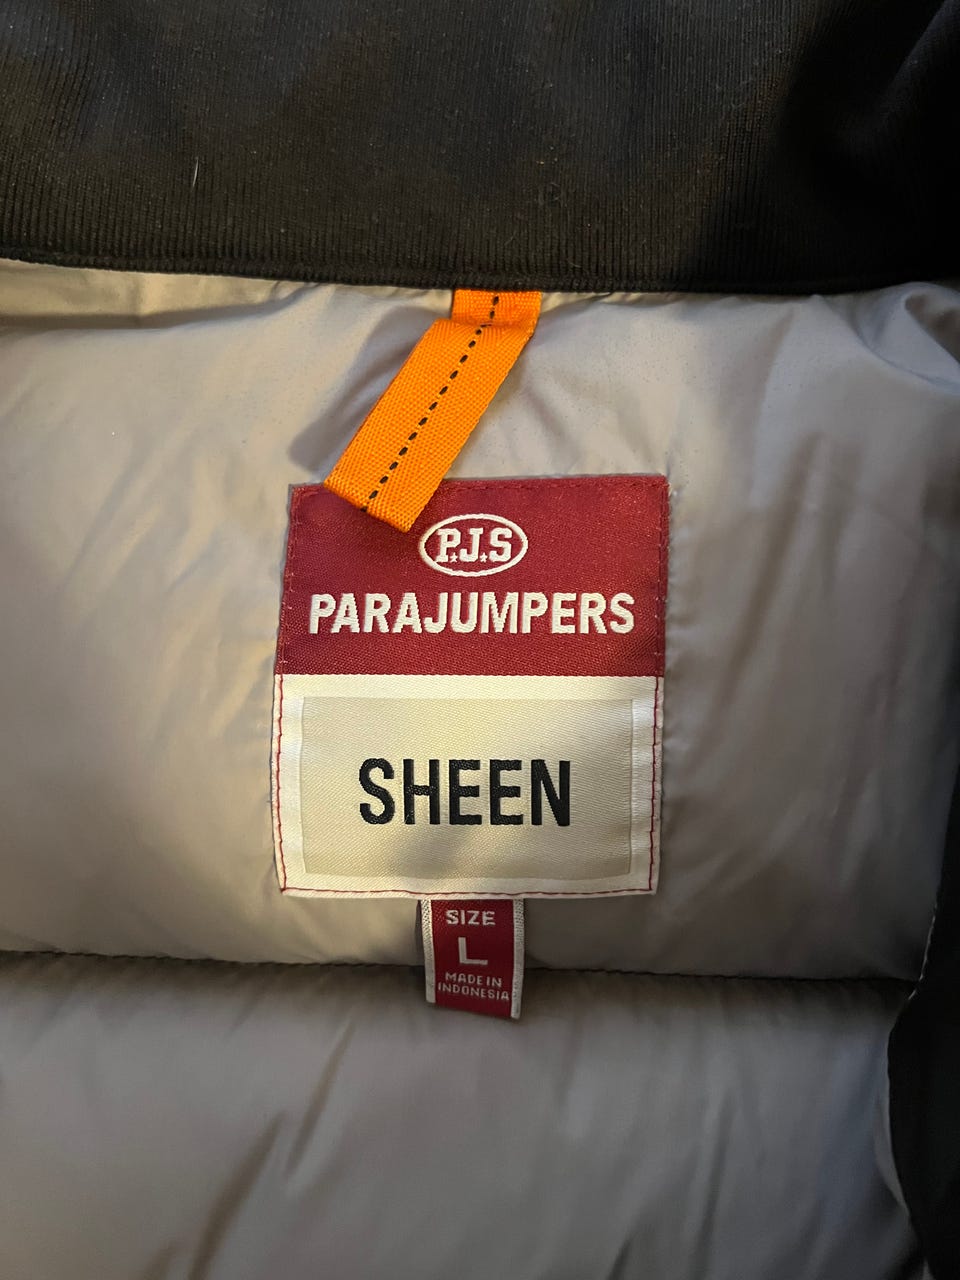 P.J.S
PARAJUMPERS
SHEEN
SIZE
L
MADE IN
INDONESIA